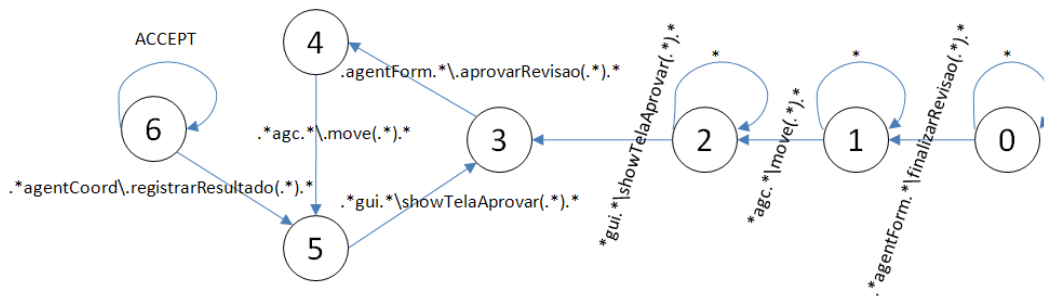 ACCEPT
4
*
*
*
.agentForm.*\.aprovarRevisao(.*).*
6
.*agc.*\.move(.*).*
3
2
1
0
.*agentCoord\.registrarResultado(.*).*
.*gui.*\showTelaAprovar(.*).*
5
*gui.*\showTelaAprovar(.*).*
*agc.*\move(.*).*
.*agentForm.*\finalizarRevisao(.*).*